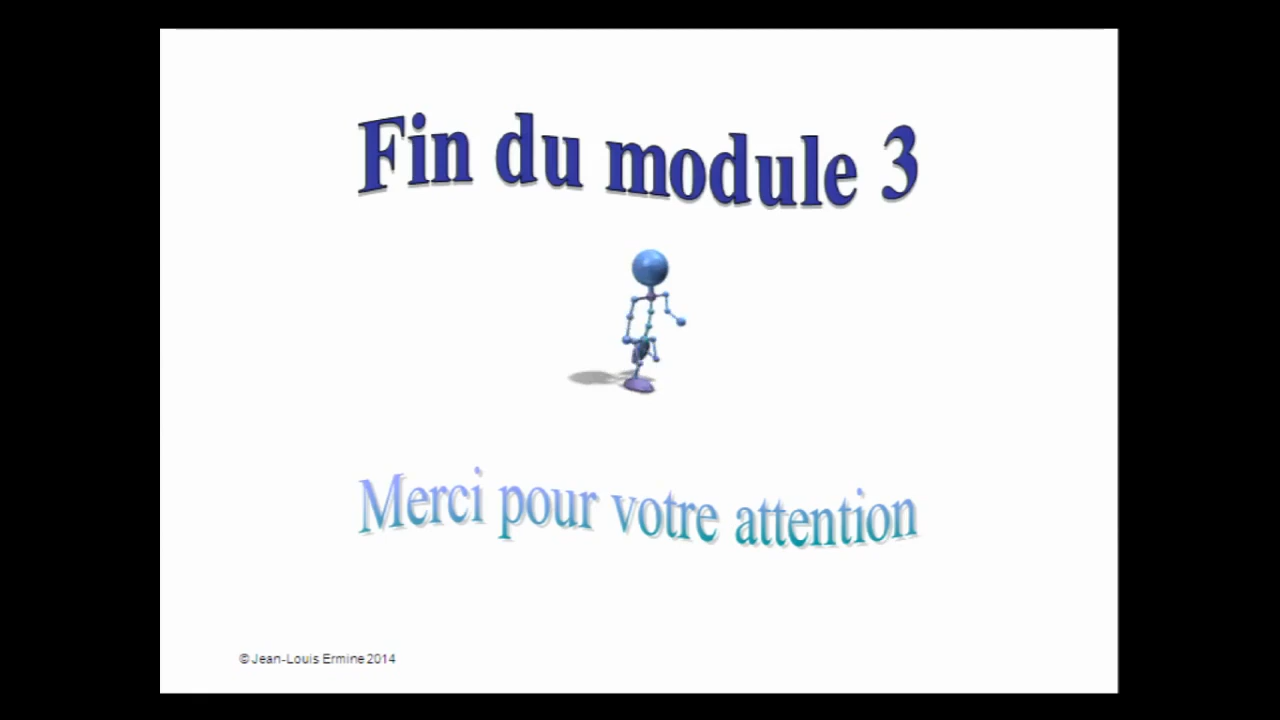 Fin du module 3
Merci pour votre attention
© Jean-Louis Ermine 2014